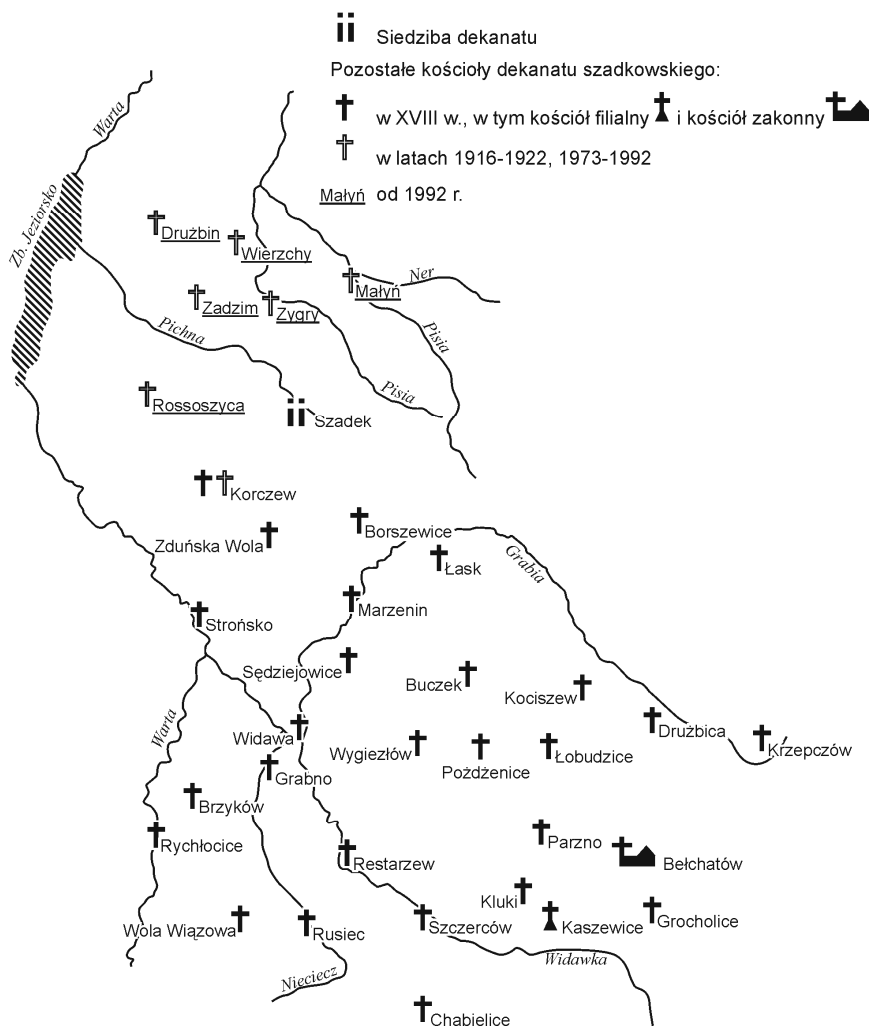 Siedziba dekanatu
Pozostałe kościoły dekanatu szadkowskiego:
w XVIII w., w tym kościół filialny i kościół zakonny
w latach 1916-1922, 1973-1992
Małyń od 1992 r.
Warta
Zb. Jeziorsko
Drużbin
Wierzchy
Ner
Małyń
Zadzim
Zygry
Pichna
Pisia
Pisia
Rossoszyca
Szadek
Korczew
Borszewice
Zduńska Wola
Łask
Grabia
Marzenin
Strońsko
Sędziejowice
Buczek
Kociszew
Warta
Widawa
Drużbica
Wygiezłów
Pożdżenice
Łobudzice
Krzepczów
Grabno
Brzyków
Rychłocice
Parzno
Restarzew
Bełchatów
Kluki
Wola Wiązowa
Rusiec
Szczerców
Kaszewice
Grocholice
Widawka
Nieciecz
Chabielice